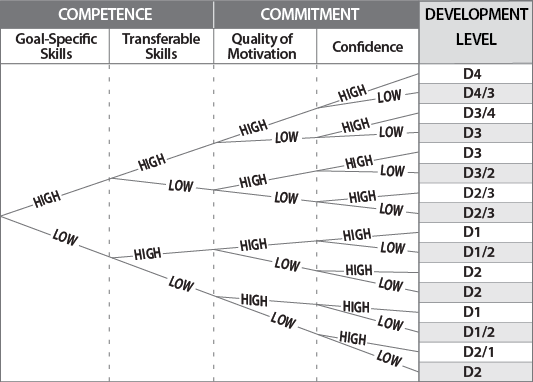 COMPETENCE COMMITMENT DEVELOPMENT
LEVEL
Goal-Specific Transferable Quality of Confidence
Skills Skills Motivation
HIGH D4
HIGH LOW D4/3
HIGH D3/4
LOW LOW D3
HIGH
HIGH D3
HIGH LOW D3/2
LOW
LOW HIGH D2/3
LOW D2/3
HIGH
LOW
HIGH D1
HIGH LOW D1/2
HIGH
LOW HIGH D2
LOW D2
LOW
HIGH HIGH D1
LOW D1/2
LOW HIGH D2/1
LOW D2